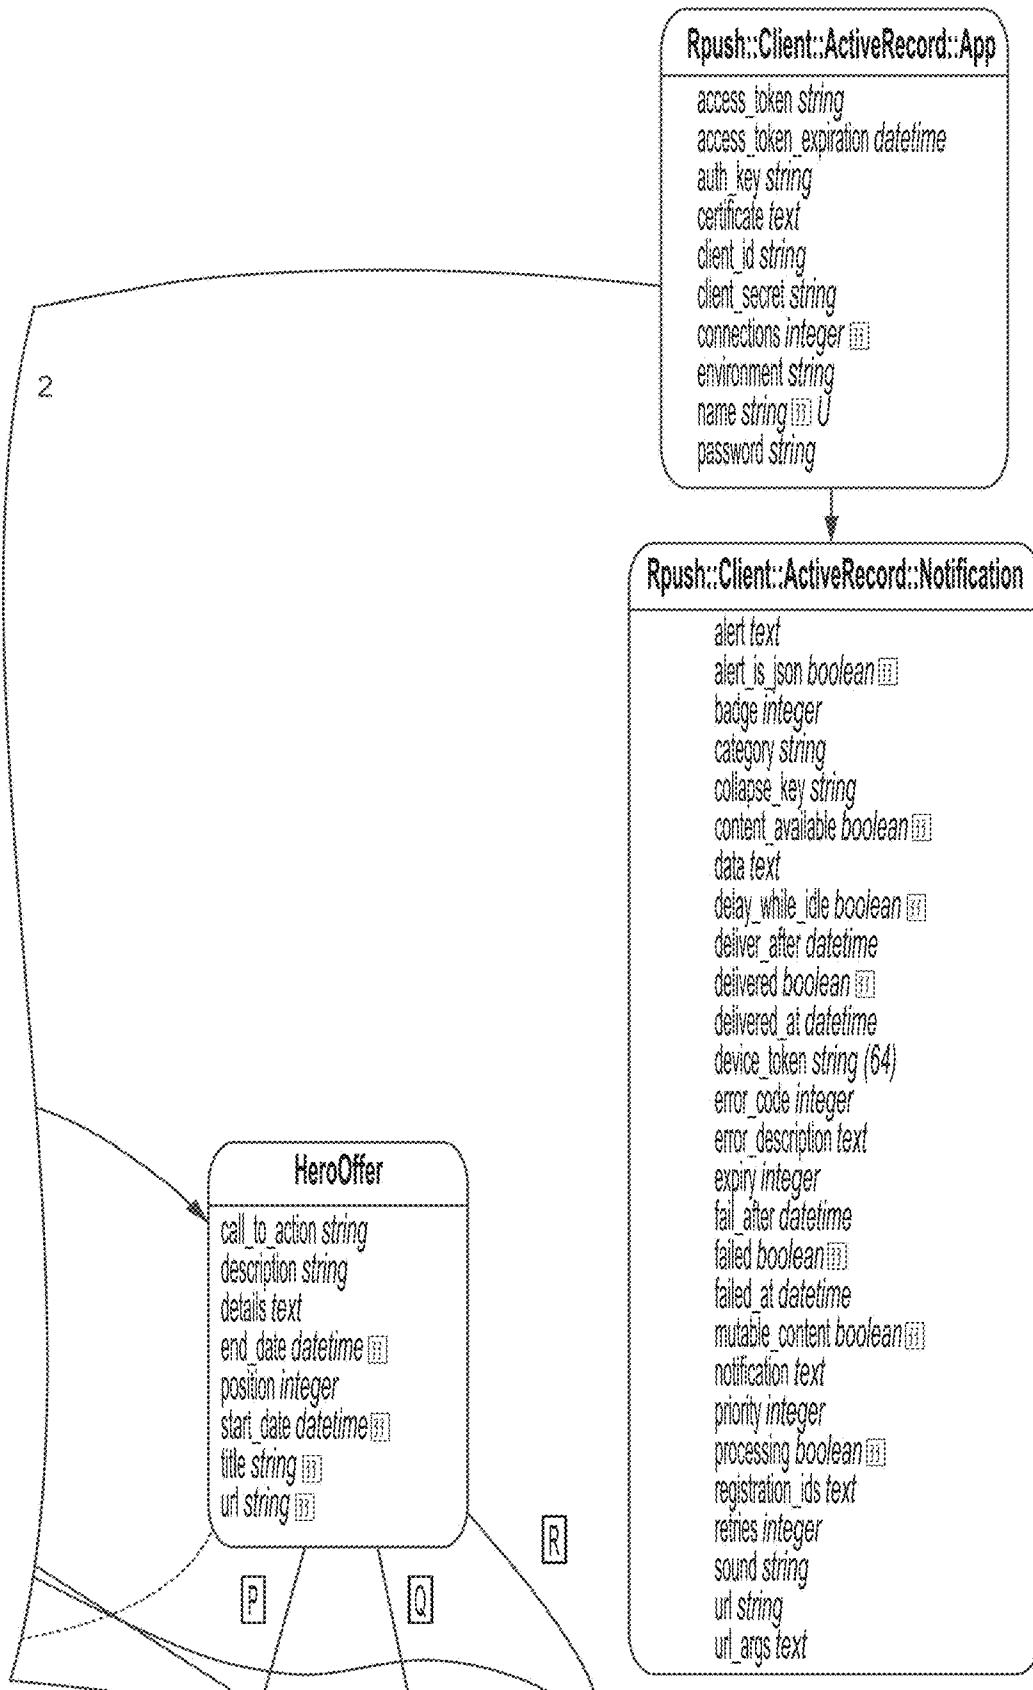 Rpush::Client::ActiveRecord::App
access_token string
access_token_expiration datetime
auth_key string
certificate text
client_id string
client_secret string
connections integer
environment string
name string U
password string
2
Rpush::Client::ActiveRecord::Notification
alert text
alert_is_json boolean
badge integer
category string
collapse_key string
content_available boolean
data text
delay_while_idle boolean
deliver_after datetime
delivered boolean
delivered_at datetime
device_token string (64)
error_code integer
error_description text
expiry integer
fail_after datetime
failed boolean
failed_at datetime
mutable_content boolean
notification text
priority integer
processing boolean
registration_ids text
retries integer
sound string
url string
url_args text
HeroOffer
call_to_action string
description string
details text
end_date datetime
position integer
start_date datetime
title string
url string
P
Q
R